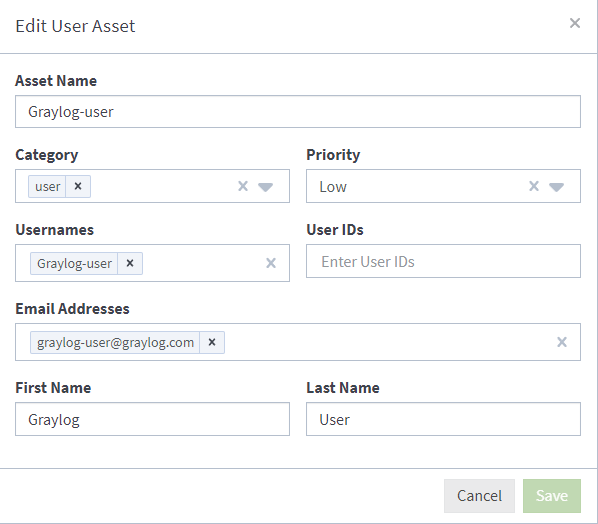 Edit User Asset ×
Asset Name
Graylog-user
Category Priority
user × Low
Usernames User IDs
Graylog-user × Enter User IDs
Email Addresses
graylog-user@graylog.com ×
First Name Last Name
Graylog User
Cancel Save